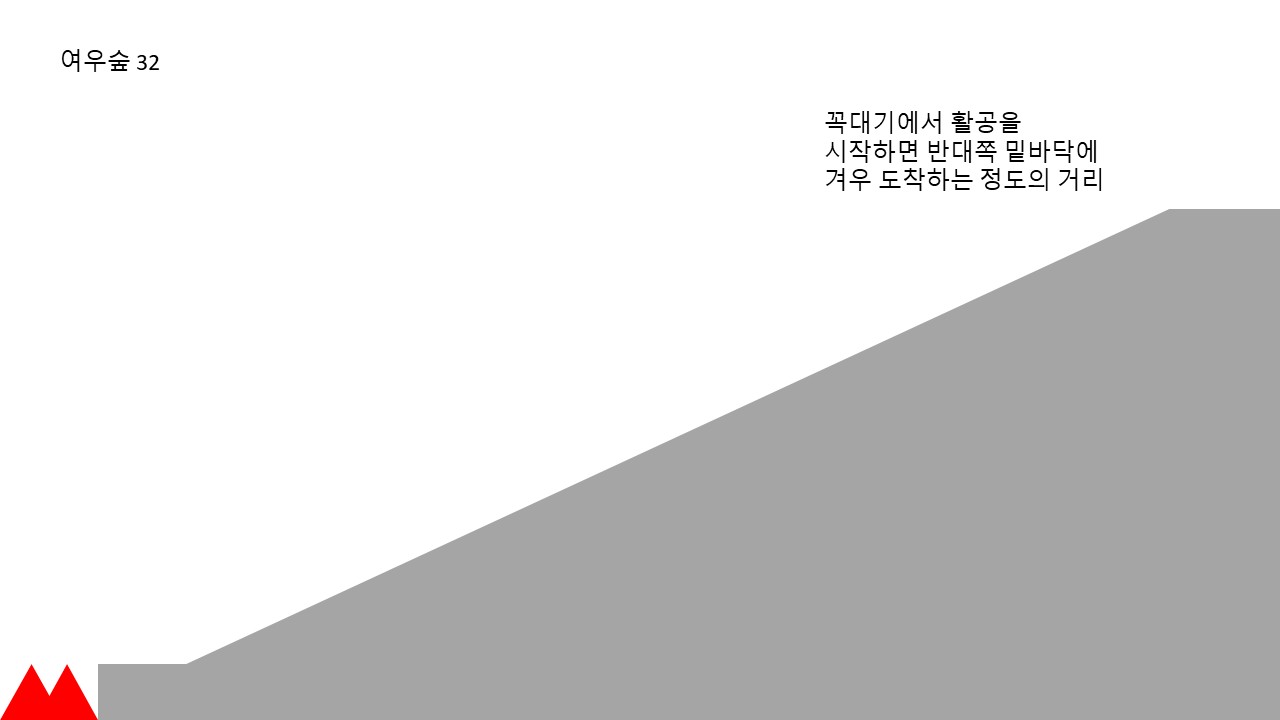 여우숲 32
꼭대기에서 활공을
시작하면 반대쪽 밑바닥에
겨우 도착하는 정도의 거리